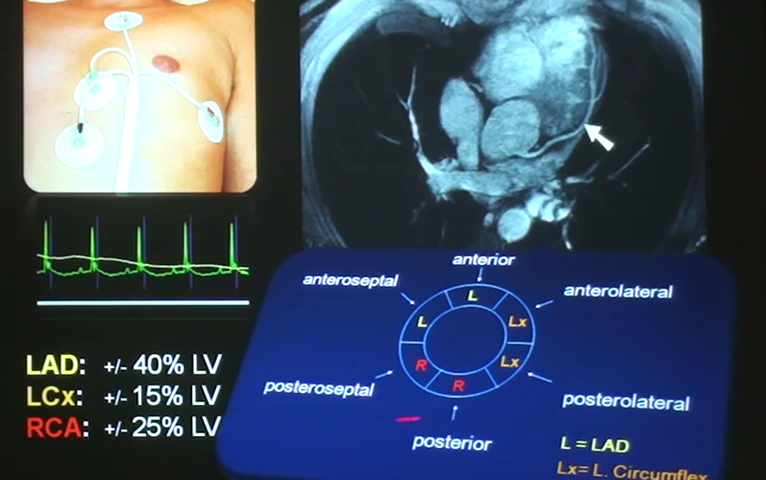 LAD: +/- 40% LV
LCx: +/- 15% LV
RCA: +/- 25% LV
anterior
anteroseptal
anterolateral
L
L
Lx
R
Lx
R
posteroseptal
posterolateral
posterior
L = LAD
Lx= L. Circumflex